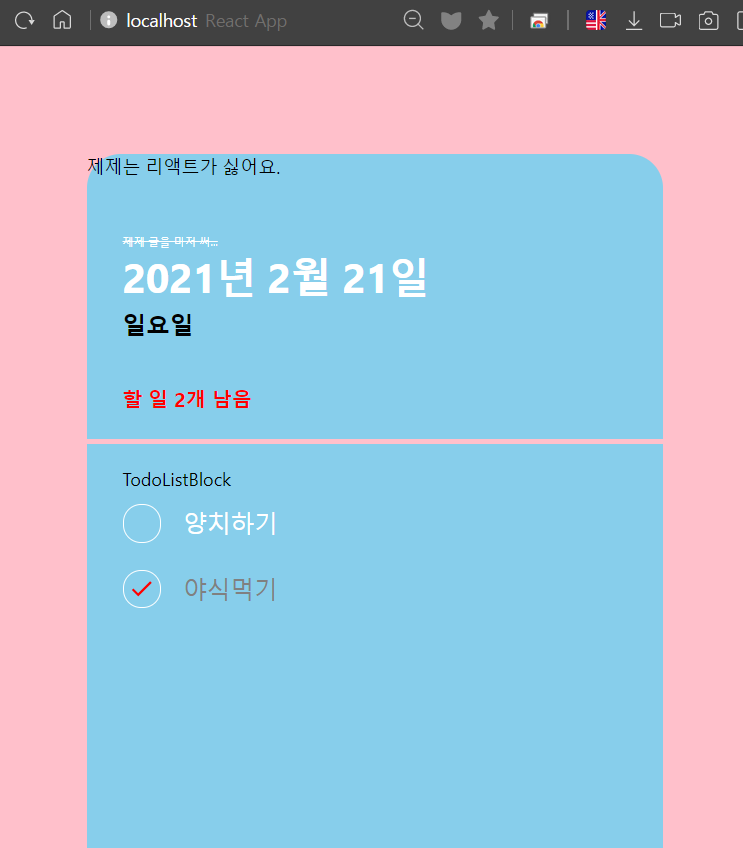 localhost React App
제제는 리액트가 싫어요.
제제 글을 마저 써...
2021년 2월 21일
일요일
할 일 2개 남음
TodoListBlock
양치하기
야식먹기